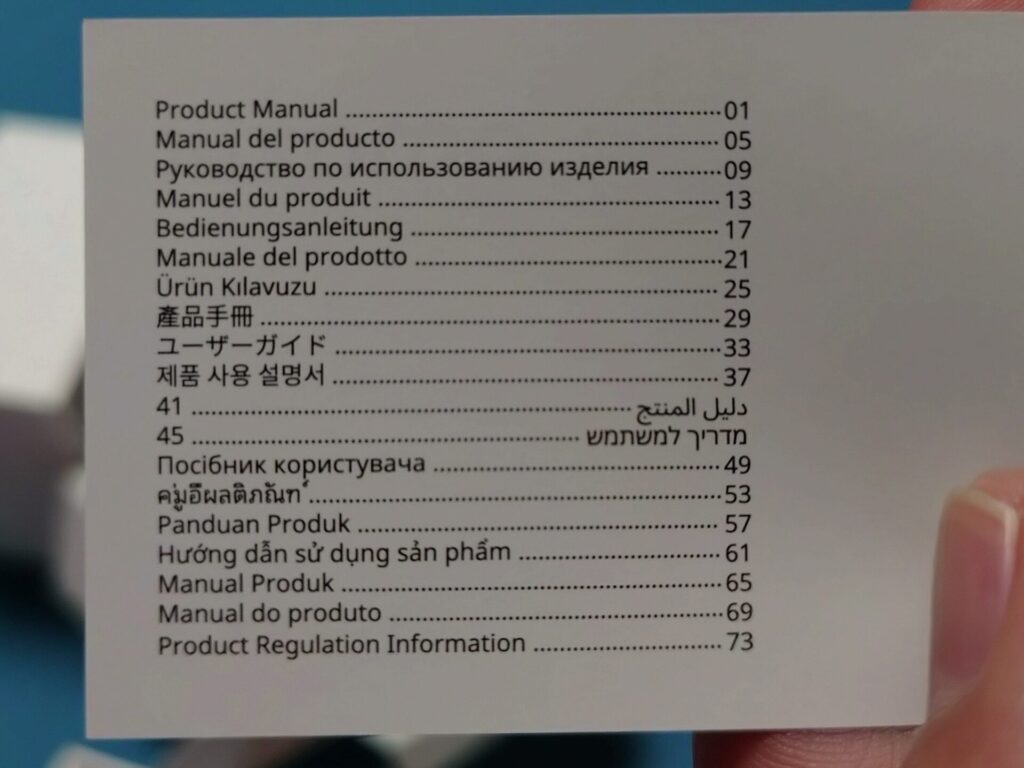 Product Manual ........................................................ 01
Manual del producto ............................................... 05
Руководство по использованию изделия .......... 09
Manuel du produit ................................................... 13
Bedienungsanleitung .............................................. 17
Manuale del prodotto .............................................. 21
Ürün Kılavuzu ........................................................... 25
產品手冊 ..................................................................... 29
ユーザーガイド .......................................................... 33
제품 사용 설명서 .......................................................... 37
41 .................................................................. دليل المنتج
45 .......................................................... מדריך למשתמש
Посібник користувача ........................................... 49
คู่มือผลิตภัณฑ์ .............................................................. 53
Panduan Produk ...................................................... 57
Hướng dẫn sử dụng sản phẩm .............................. 61
Manual Produk ......................................................... 65
Manual do produto .................................................. 69
Product Regulation Information ............................ 73